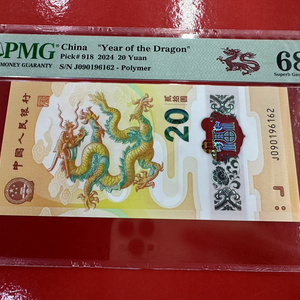 PMG
MONEY GUARANTY
China "Year of the Dragon"
Pick# 918 2024 20 Yuan
S/N J090196162 - Polymer
68
Superb Ge
中国人民银行
贰拾圆
20
J090196162